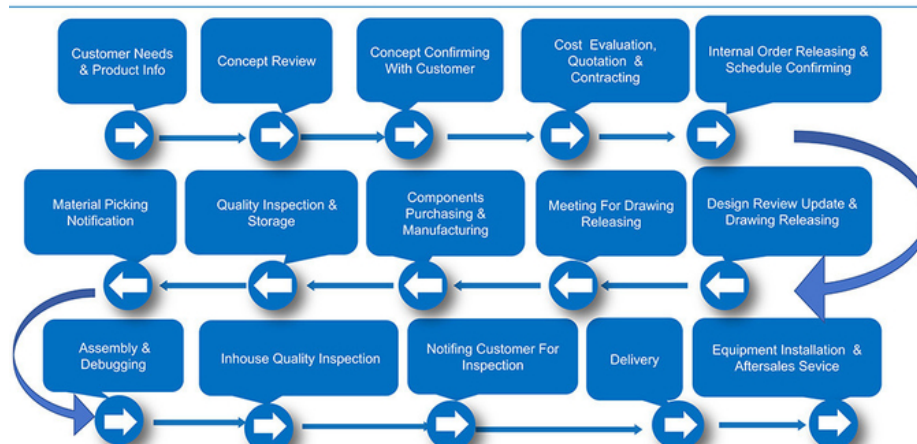 Customer Needs
& Product Info
Concept Review
Concept Confirming
With Customer
Cost Evaluation,
Quotation &
Contracting
Internal Order Releasing &
Schedule Confirming
Material Picking
Notification
Quality Inspection &
Storage
Components
Purchasing &
Manufacturing
Meeting For Drawing
Releasing
Design Review Update &
Drawing Releasing
Assembly &
Debugging
Inhouse Quality Inspection
Notifing Customer For
Inspection
Delivery
Equipment Installation &
Aftersales Sevice